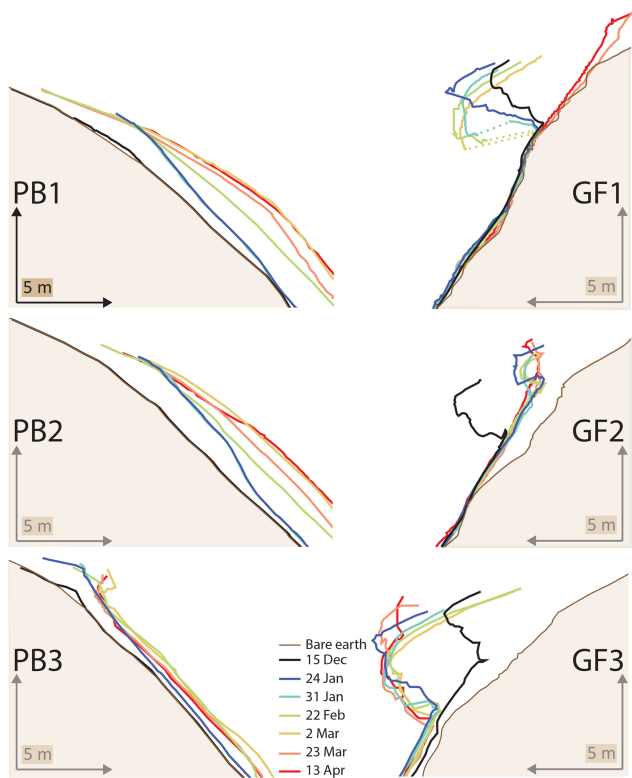 PB1
GF1
5 m
5 m
PB2
GF2
5 m
5 m
PB3
GF3
5 m
5 m
Bare earth
15 Dec
24 Jan
31 Jan
22 Feb
2 Mar
23 Mar
13 Apr